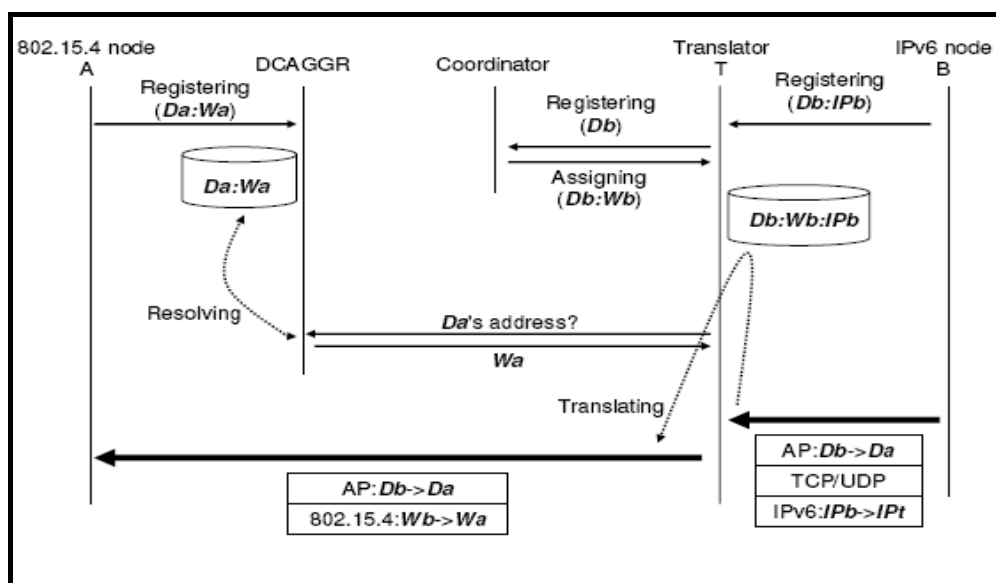 802.15.4 node
A
DCAGGR
Coordinator
Translator
T
IPv6 node
B
Registering
(Da:Wa)
Registering
(Db)
Registering
(Db:IPb)
Da:Wa
Assigning
(Db:Wb)
Db:Wb:IPb
Resolving
Da's address?
Wa
Translating
AP:Db->Da
TCP/UDP
IPv6:IPb->IPt
AP:Db->Da
802.15.4:Wb->Wa